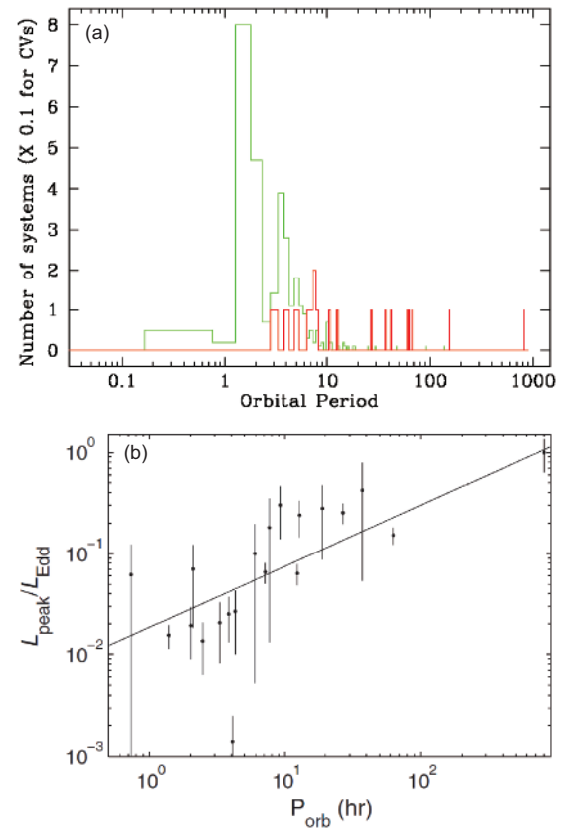 (a)
Number of systems (X 0.1 for CVs)
8
7
6
5
4
3
2
1
0
0.1 1 10 100 1000
Orbital Period
(b)
L_peak/L_Edd
10^0
10^-1
10^-2
10^-3
10^0 10^1 10^2
P_orb (hr)